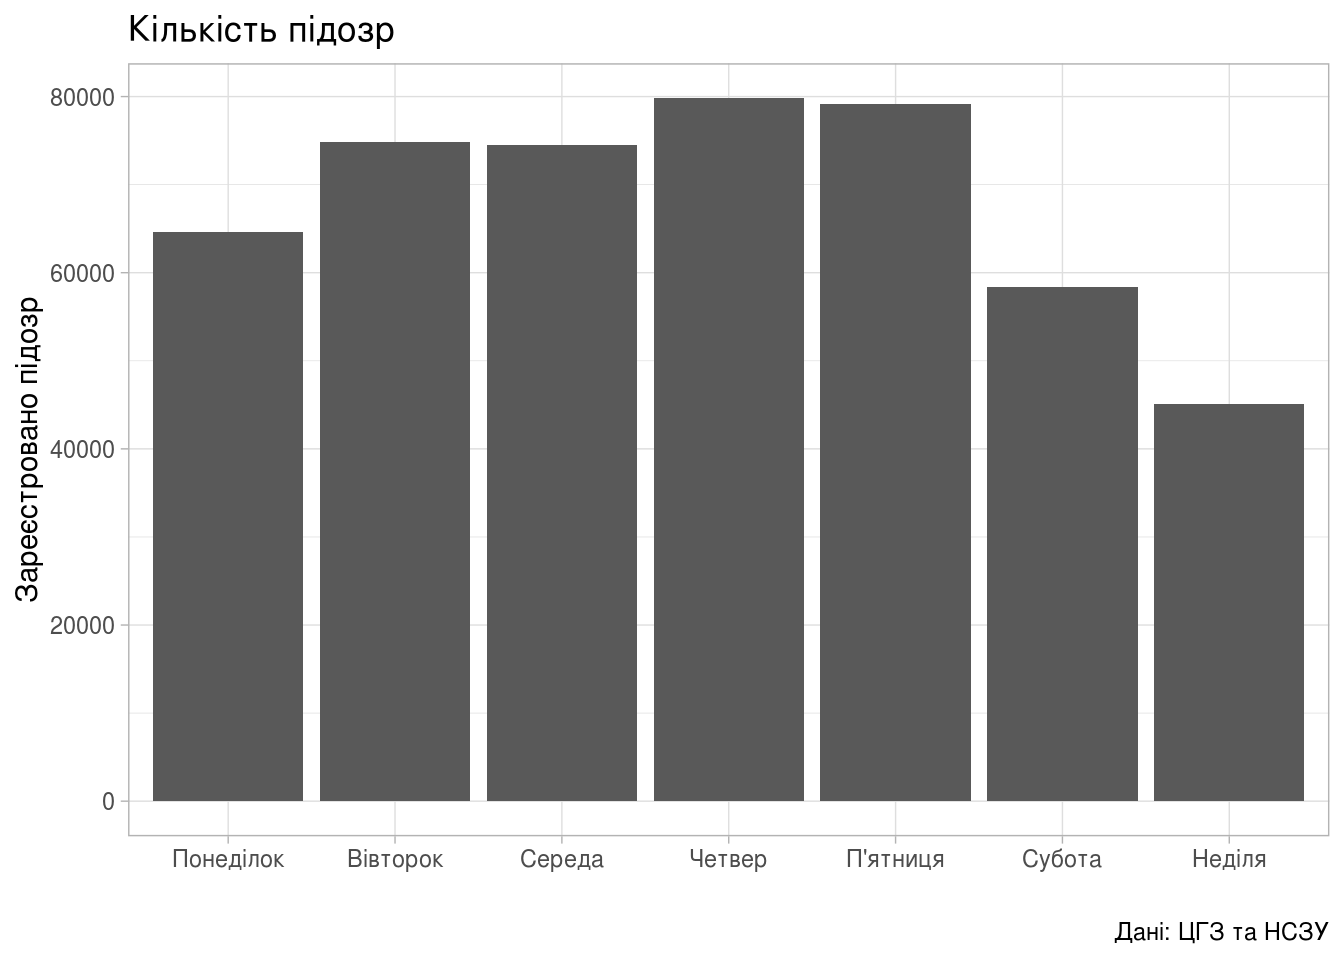 Кількість підозр
Зареєстровано підозр
80000
60000
40000
20000
0
Понеділок Вівторок Середа Четвер П'ятниця Субота Неділя
Дані: ЦГЗ та НСЗУ